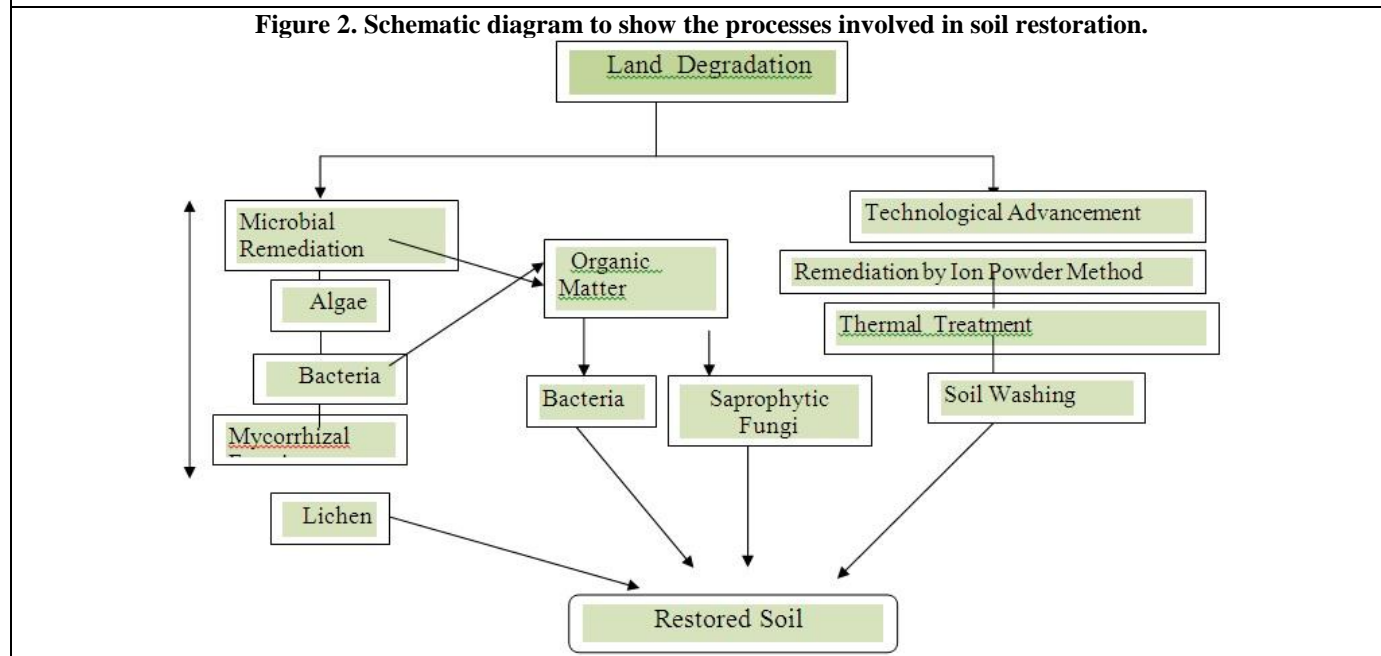 Figure 2. Schematic diagram to show the processes involved in soil restoration.
Land Degradation
Microbial
Remediation
Algae
Bacteria
Mycorrhizal
Lichen
Organic
Matter
Bacteria
Saprophytic
Fungi
Technological Advancement
Remediation by Ion Powder Method
Thermal Treatment
Soil Washing
Restored Soil